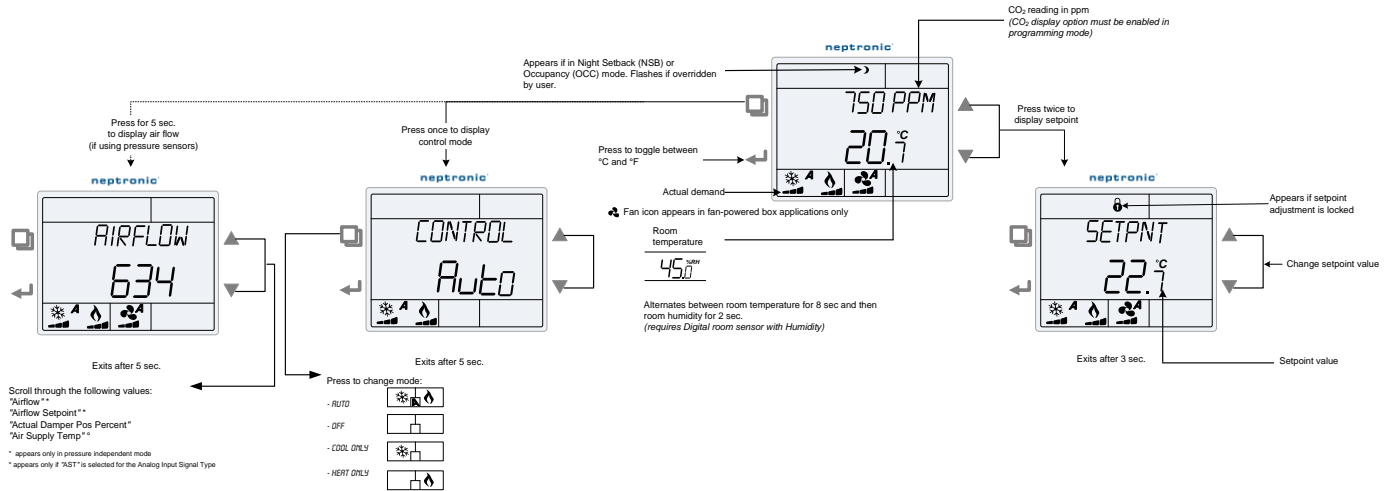 CO₂ reading in ppm
(CO₂ display option must be enabled in
programming mode)
neptronic
Appears if in Night Setback (NSB) or
Occupancy (OCC) mode. Flashes if overridden
by user.
750 PPM
20.7 °C
A
A
Press twice to
display setpoint
Press for 5 sec.
to display air flow
(if using pressure sensors)
Press once to display
control mode
Press to toggle between
°C and °F
Actual demand
Fan icon appears in fan-powered box applications only
Room
temperature
45.0 %RH
Alternates between room temperature for 8 sec and then
room humidity for 2 sec.
(requires Digital room sensor with Humidity)
neptronic
AIRFLOW
634
A
A
Exits after 5 sec.
neptronic
CONTROL
Auto
A
Exits after 5 sec.
neptronic
SETPNT
22.7 °C
A
A
Exits after 3 sec.
Appears if setpoint
adjustment is locked
Change setpoint value
Setpoint value
Scroll through the following values:
"Airflow"*
"Airflow Setpoint"*
"Actual Damper Pos Percent"
"Air Supply Temp"°
* appears only in pressure independent mode
° appears only if "AST" is selected for the Analog Input Signal Type
Press to change mode:
- AUTO
A
- OFF
- COOL ONLY
- HEAT ONLY